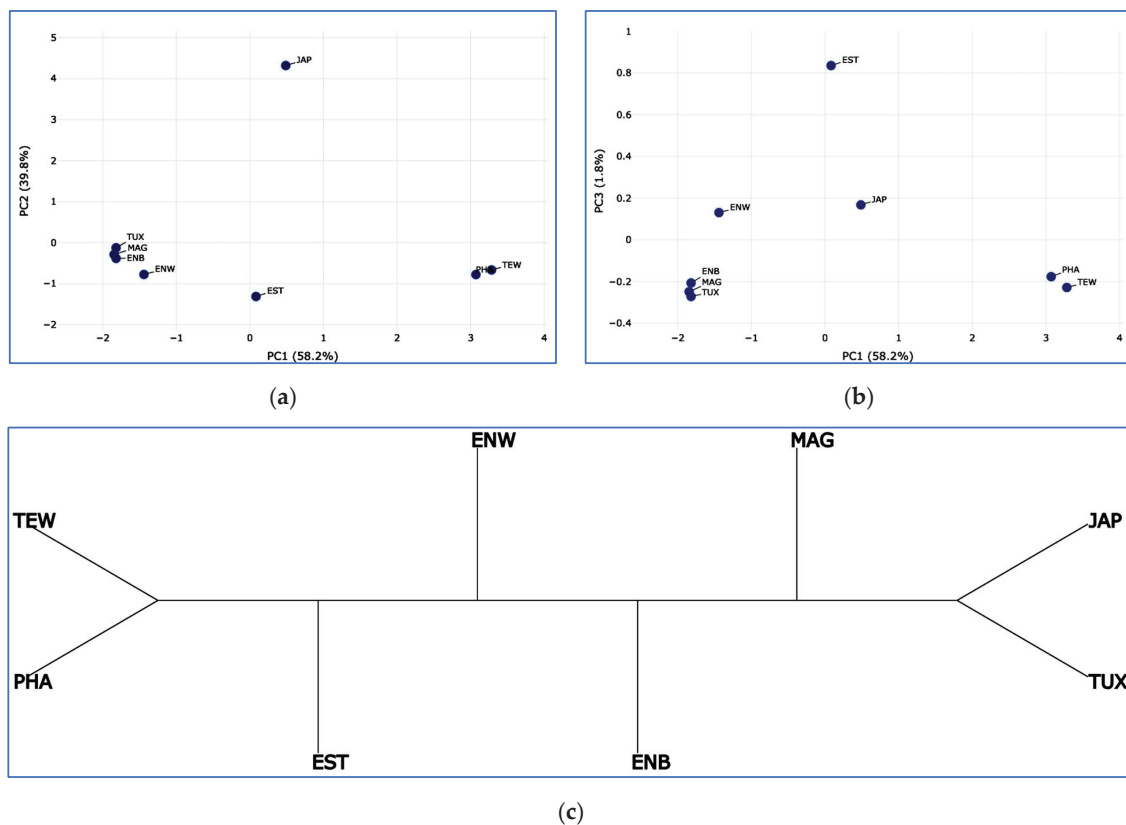 5
4
3
2
1
0
−1
−2
−2
−1
0
1
2
3
4
PC2 (39.8%)
PC1 (58.2%)
JAP
TUX
MAG
ENB
ENW
EST
PHA
TEW
(a)
1
0.8
0.6
0.4
0.2
0
−0.2
−0.4
−2
−1
0
1
2
3
4
PC3 (1.8%)
PC1 (58.2%)
EST
JAP
ENW
ENB
MAG
TUX
PHA
TEW
(b)
ENW
MAG
TEW
JAP
PHA
TUX
EST
ENB
(c)